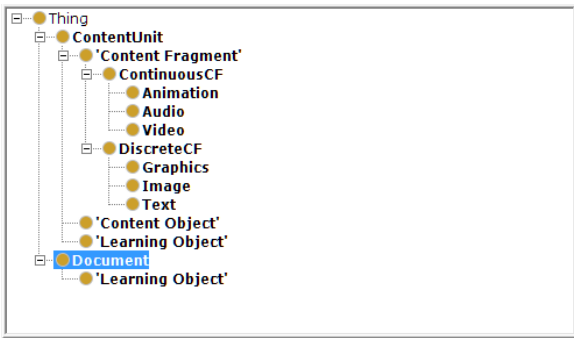 Thing
ContentUnit
'Content Fragment'
ContinuousCF
Animation
Audio
Video
DiscreteCF
Graphics
Image
Text
'Content Object'
'Learning Object'
Document
'Learning Object'